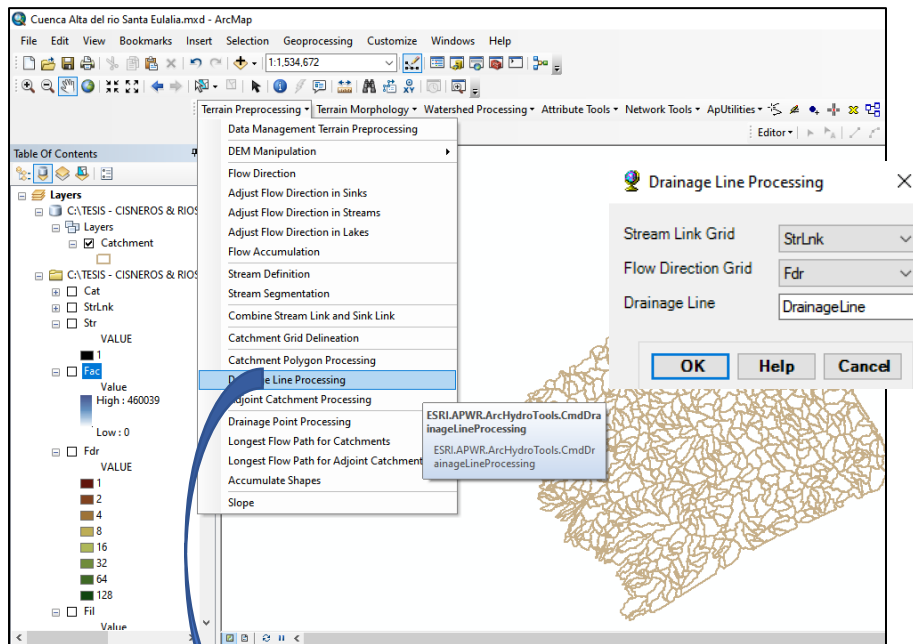 Cuenca Alta del rio Santa Eulalia.mxd - ArcMap
File Edit View Bookmarks Insert Selection Geoprocessing Customize Windows Help
1:1,534,672
Terrain Preprocessing Terrain Morphology Watershed Processing Attribute Tools Network Tools ApUtilities
Editor
Data Management Terrain Preprocessing
DEM Manipulation
Flow Direction
Adjust Flow Direction in Sinks
Adjust Flow Direction in Streams
Adjust Flow Direction in Lakes
Flow Accumulation
Stream Definition
Stream Segmentation
Combine Stream Link and Sink Link
Catchment Grid Delineation
Catchment Polygon Processing
Line Processing
Adjoint Catchment Processing
Drainage Point Processing
Longest Flow Path for Catchments
Longest Flow Path for Adjoint Catchment
Accumulate Shapes
Slope
ESRI.APWR.ArcHydroTools.CmdDra
inageLineProcessing
ESRI.APWR.ArcHydroTools.CmdDr
ainageLineProcessing
Table Of Contents
Layers
C:\TESIS - CISNEROS & RIOS
Layers
Catchment
C:\TESIS - CISNEROS & RIOS
Cat
StrLnk
Str
VALUE
1
Fac
Value
High : 460039
Low : 0
Fdr
VALUE
1
2
4
8
16
32
64
128
Fil
Value
Drainage Line Processing
Stream Link Grid StrLnk
Flow Direction Grid Fdr
Drainage Line DrainageLine
OK Help Cancel